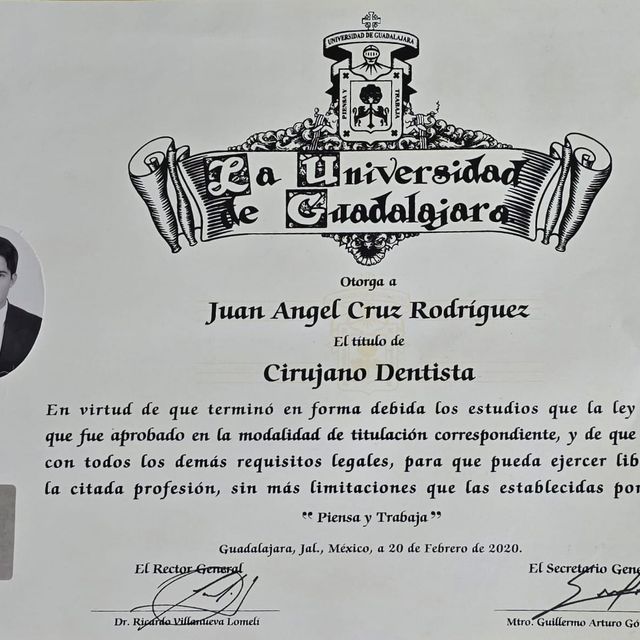 UNIVERSIDAD DE GUADALAJARA
PIENSA Y TRABAJA
La Universidad
de Guadalajara
Otorga a
Juan Angel Cruz Rodríguez
El título de
Cirujano Dentista
En virtud de que terminó en forma debida los estudios que la ley
que fue aprobado en la modalidad de titulación correspondiente, y de que
con todos los demás requisitos legales, para que pueda ejercer lib
la citada profesión, sin más limitaciones que las establecidas por
“ Piensa y Trabaja ”
Guadalajara, Jal., México, a 20 de Febrero de 2020.
El Rector General
El Secretario Gene
Dr. Ricardo Villanueva Lomelí
Mtro. Guillermo Arturo Gó